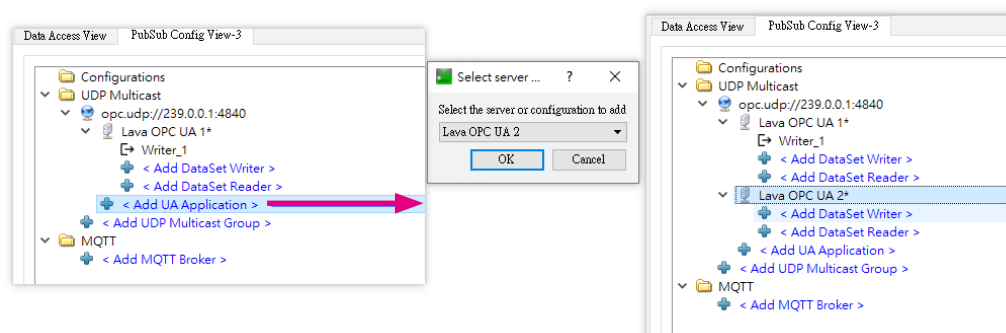 Data Access View
PubSub Config View-3
Configurations
UDP Multicast
opc.udp://239.0.0.1:4840
Lava OPC UA 1*
Writer_1
< Add DataSet Writer >
< Add DataSet Reader >
< Add UA Application >
< Add UDP Multicast Group >
MQTT
< Add MQTT Broker >
Select server ... ?
Select the server or configuration to add
Lava OPC UA 2
OK
Cancel
Data Access View
PubSub Config View-3
Configurations
UDP Multicast
opc.udp://239.0.0.1:4840
Lava OPC UA 1*
Writer_1
< Add DataSet Writer >
< Add DataSet Reader >
Lava OPC UA 2*
< Add DataSet Writer >
< Add DataSet Reader >
< Add UA Application >
< Add UDP Multicast Group >
MQTT
< Add MQTT Broker >